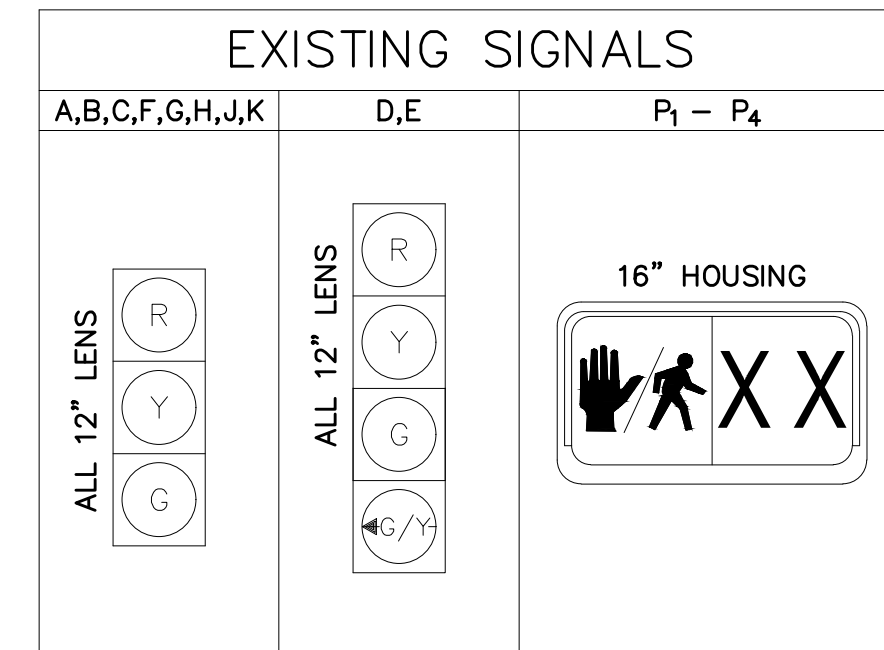 EXISTING SIGNALS
A,B,C,F,G,H,J,K
D,E
P₁ – P₄
ALL 12" LENS
R
Y
G
ALL 12" LENS
R
Y
G
G/Y
16" HOUSING
X X